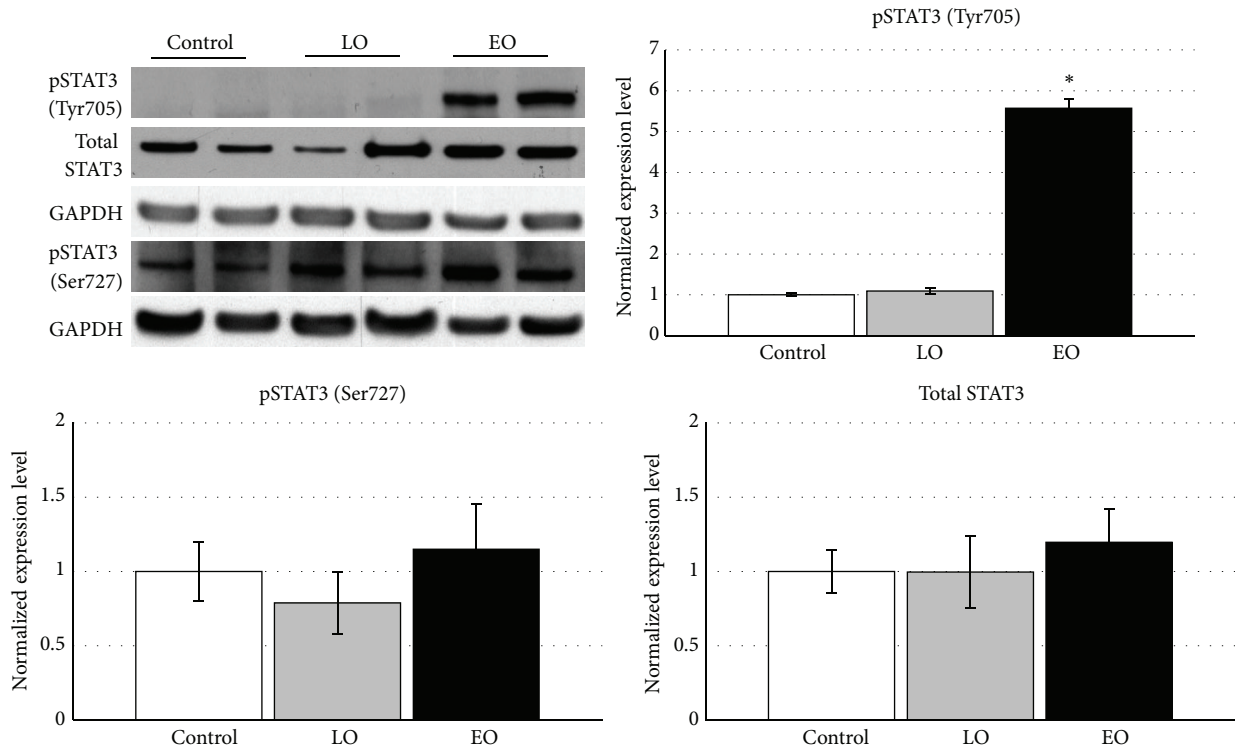 Control LO EO
pSTAT3
(Tyr705)
Total
STAT3
GAPDH
pSTAT3
(Ser727)
GAPDH
pSTAT3 (Tyr705)
Normalized expression level
7
6
5
4
3
2
1
0
*
Control LO EO
pSTAT3 (Ser727)
Normalized expression level
2
1.5
1
0.5
0
Control LO EO
Total STAT3
Normalized expression level
2
1.5
1
0.5
0
Control LO EO